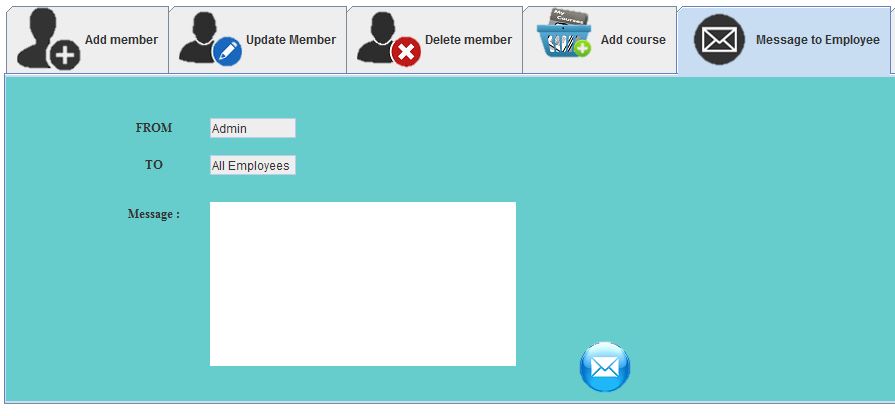 Add member
Update Member
Delete member
My
Courses
Add course
Message to Employee
FROM
Admin
TO
All Employees
Message :